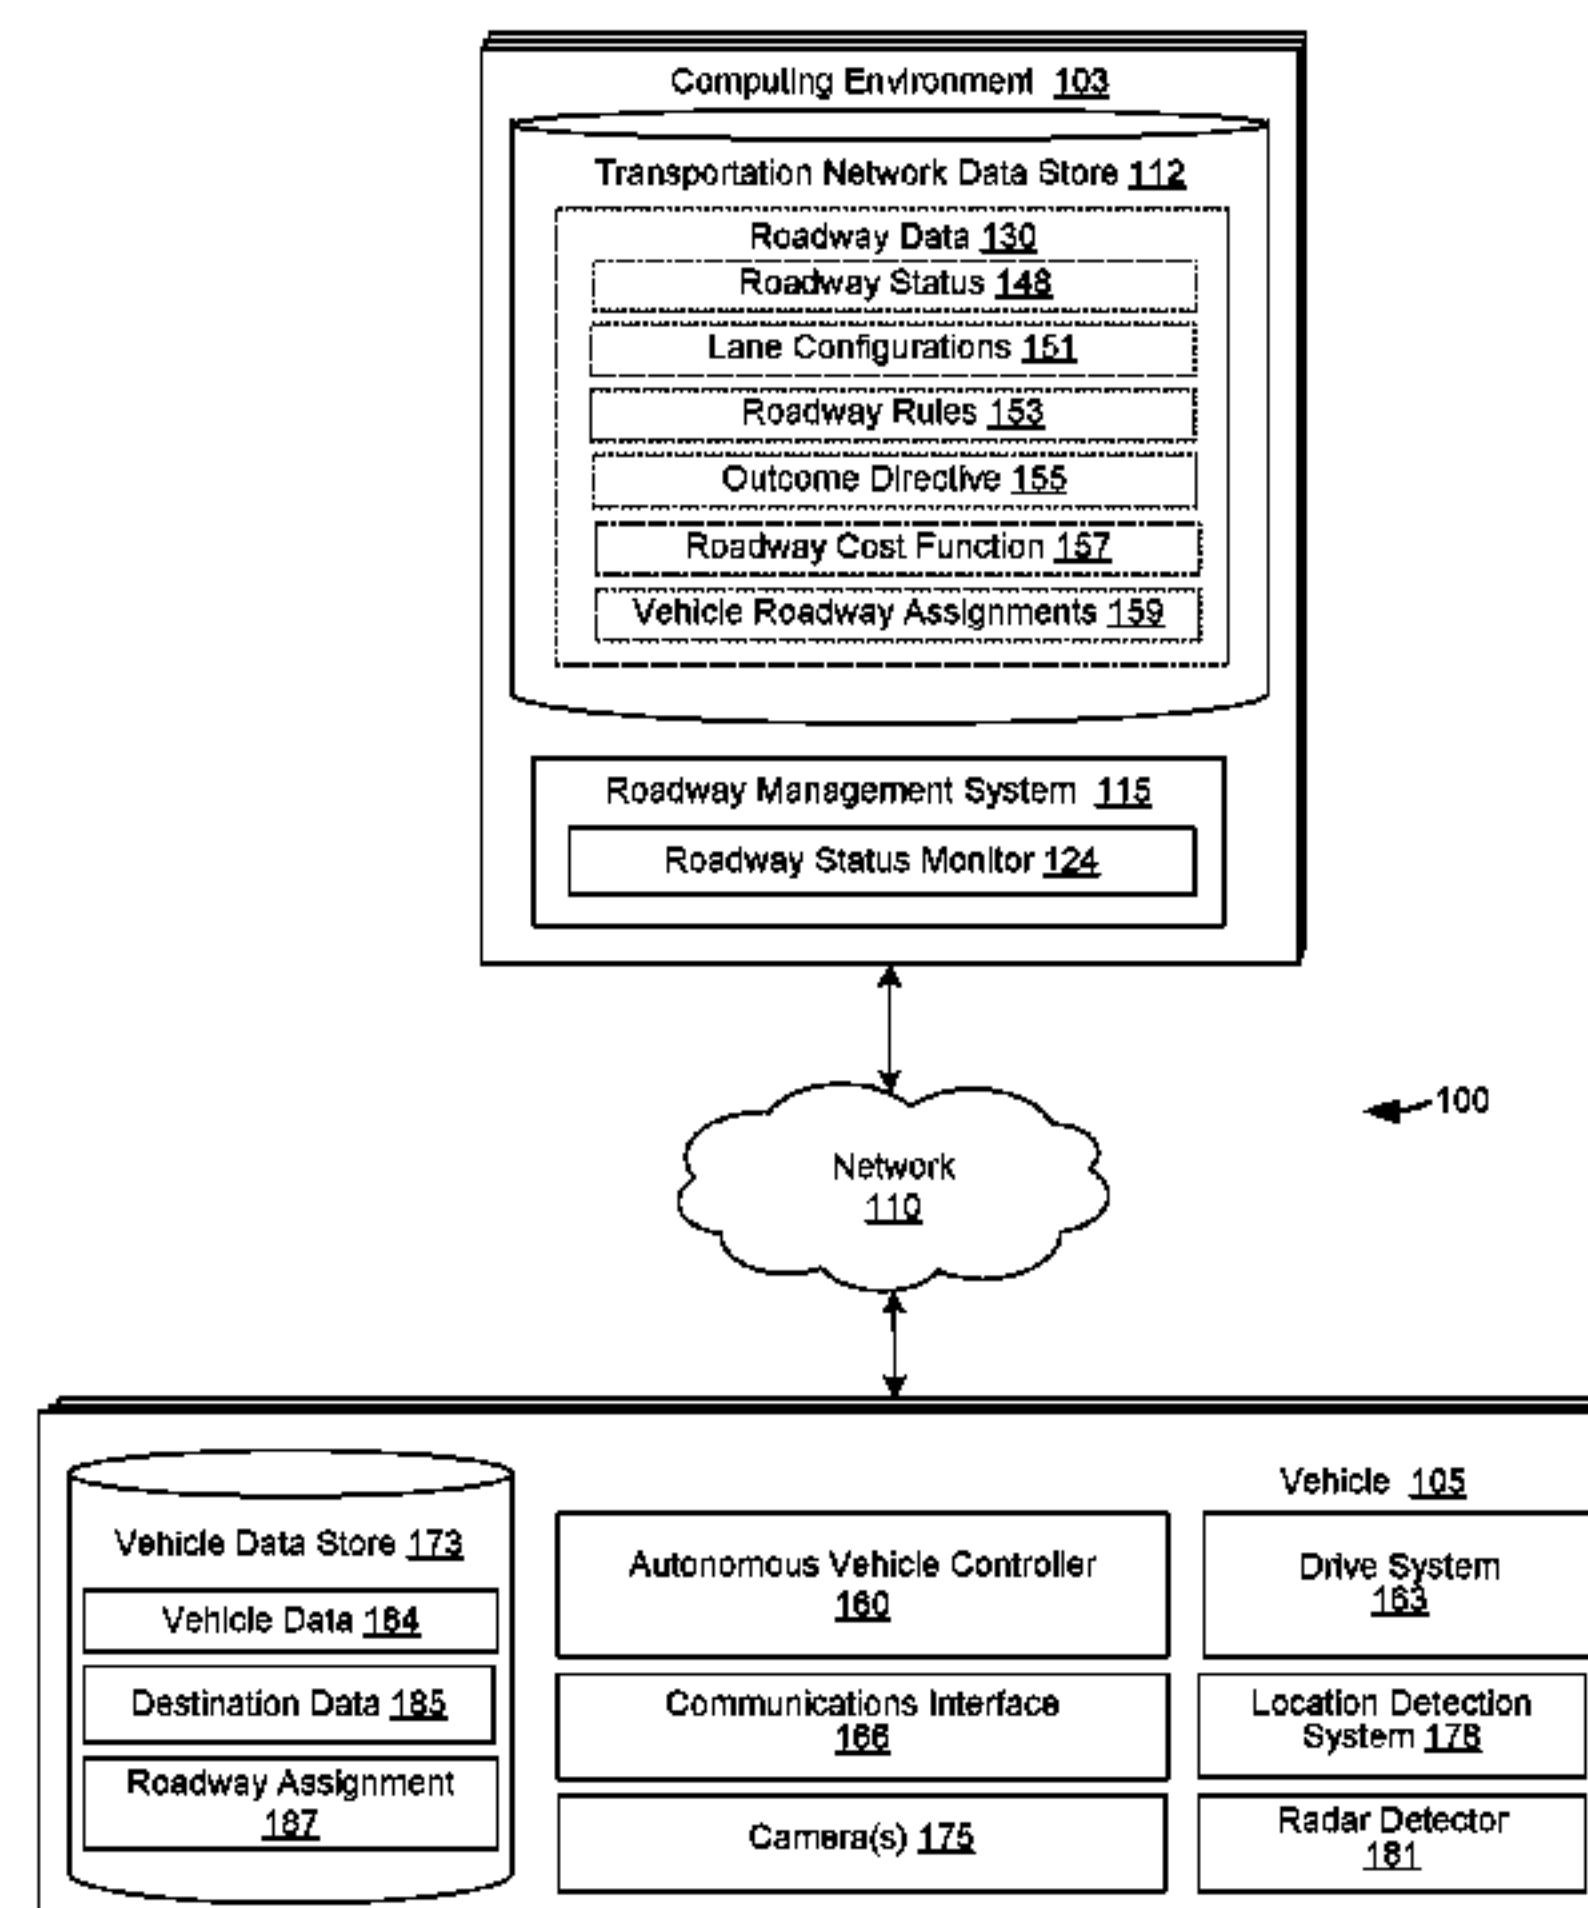 Computing Environment 103
Transportation Network Data Store 112
Roadway Data 130
Roadway Status 148
Lane Configurations 151
Roadway Rules 153
Outcome Directive 155
Roadway Cost Function 157
Vehicle Roadway Assignments 159
Roadway Management System 115
Roadway Status Monitor 124
100
Network
110
Vehicle 105
Vehicle Data Store 173
Vehicle Data 184
Destination Data 185
Roadway Assignment
187
Autonomous Vehicle Controller
160
Drive System
163
Communications Interface
166
Location Detection
System 178
Camera(s) 175
Radar Detector
181